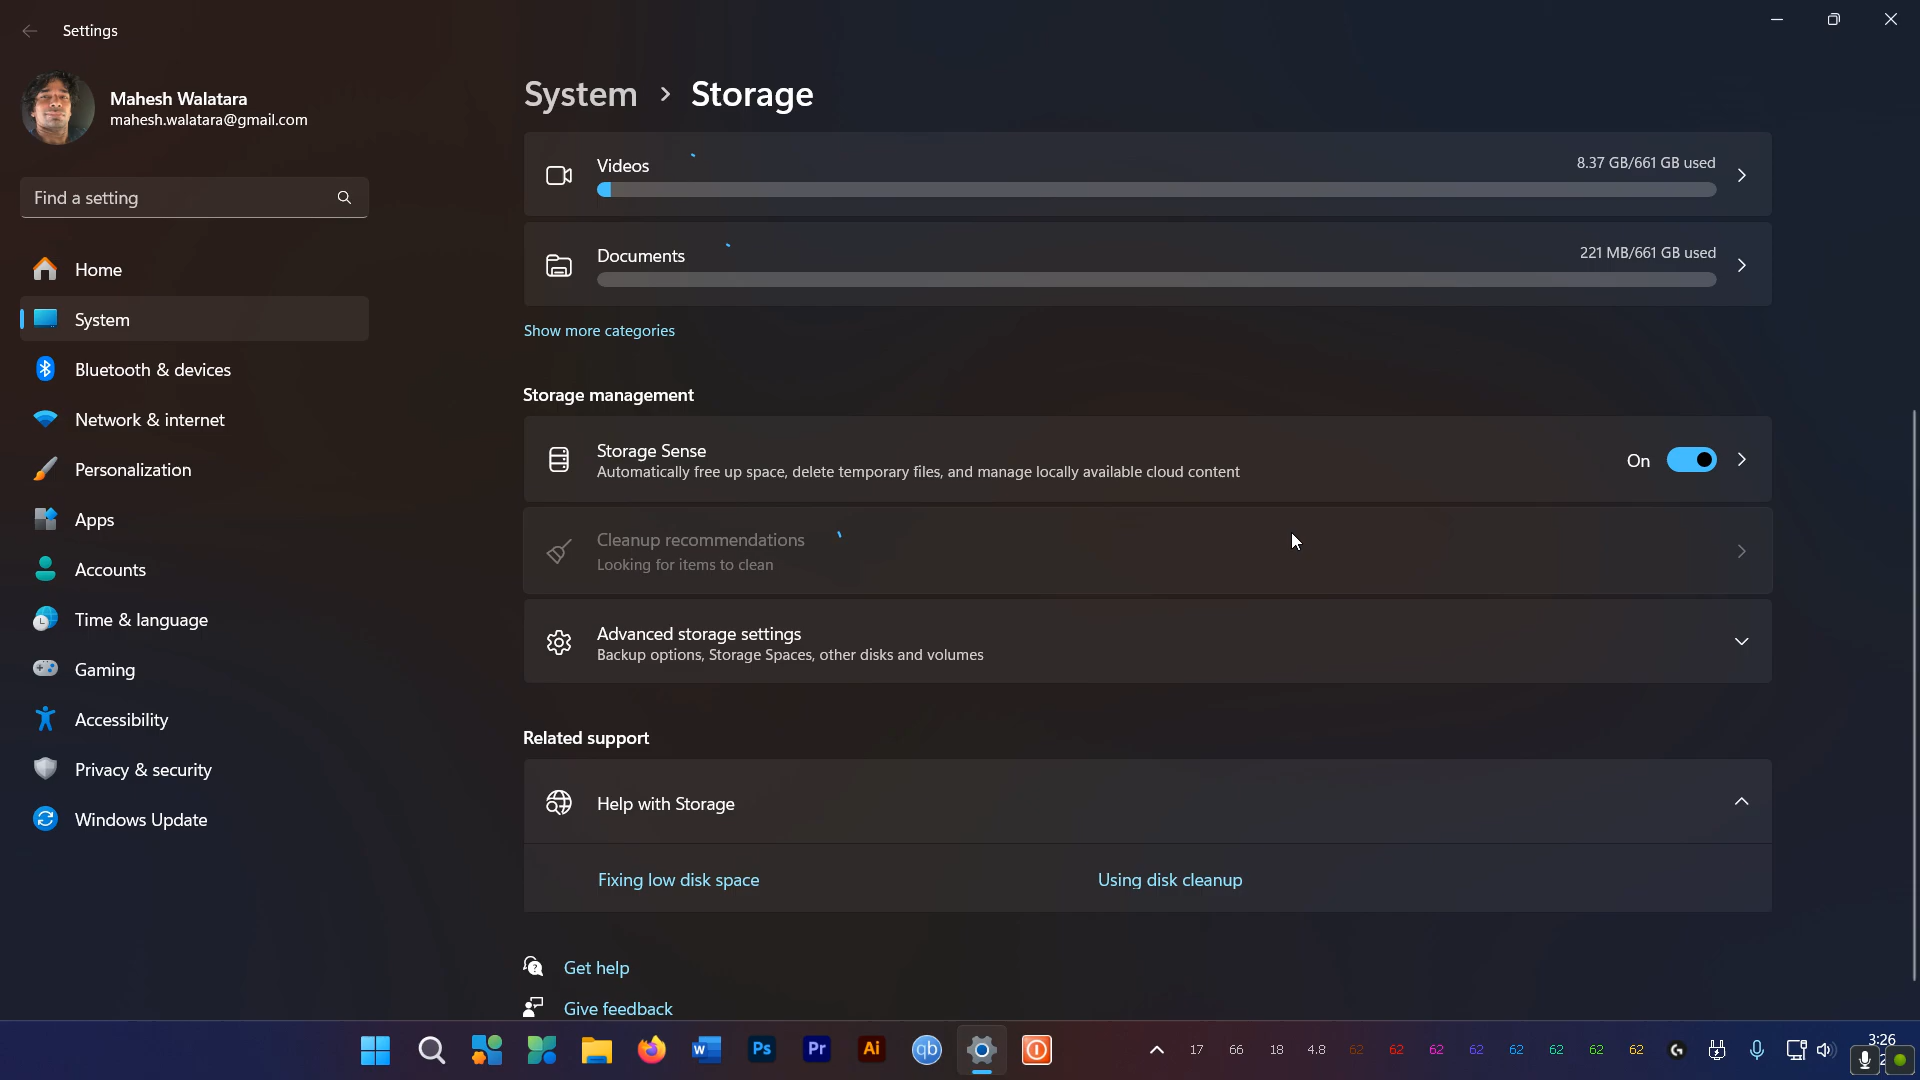 Settings
Mahesh Walatara
mahesh.walatara@gmail.com
Find a setting
Home
System
Bluetooth & devices
Network & internet
Personalization
Apps
Accounts
Time & language
Gaming
Accessibility
Privacy & security
Windows Update
System > Storage
Videos
8.37 GB/661 GB used
Documents
221 MB/661 GB used
Show more categories
Storage management
Storage Sense
Automatically free up space, delete temporary files, and manage locally available cloud content
On
Cleanup recommendations
Looking for items to clean
Advanced storage settings
Backup options, Storage Spaces, other disks and volumes
Related support
Help with Storage
Fixing low disk space
Using disk cleanup
Get help
Give feedback
W Ps Pr Ai qb
17 66 18 4.8 62 62 62 62 62 62 62 62
3:26